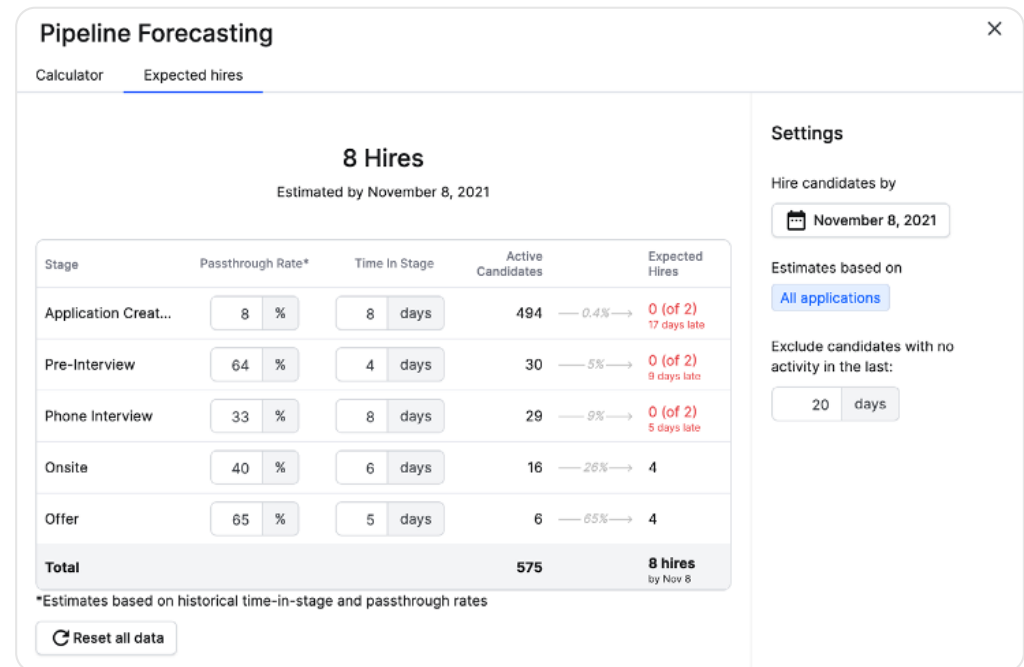 Pipeline Forecasting
Calculator Expected hires
8 Hires
Estimated by November 8, 2021
Stage Passthrough Rate* Time In Stage Active Candidates Expected Hires
Application Creat... 8 % 8 days 494 0.4% 0 (of 2)
17 days late
Pre-Interview 64 % 4 days 30 5% 0 (of 2)
9 days late
Phone Interview 33 % 8 days 29 9% 0 (of 2)
5 days late
Onsite 40 % 6 days 16 26% 4
Offer 65 % 5 days 6 65% 4
Total 575 8 hires
by Nov 8
*Estimates based on historical time-in-stage and passthrough rates
Reset all data
Settings
Hire candidates by
November 8, 2021
Estimates based on
All applications
Exclude candidates with no
activity in the last:
20 days